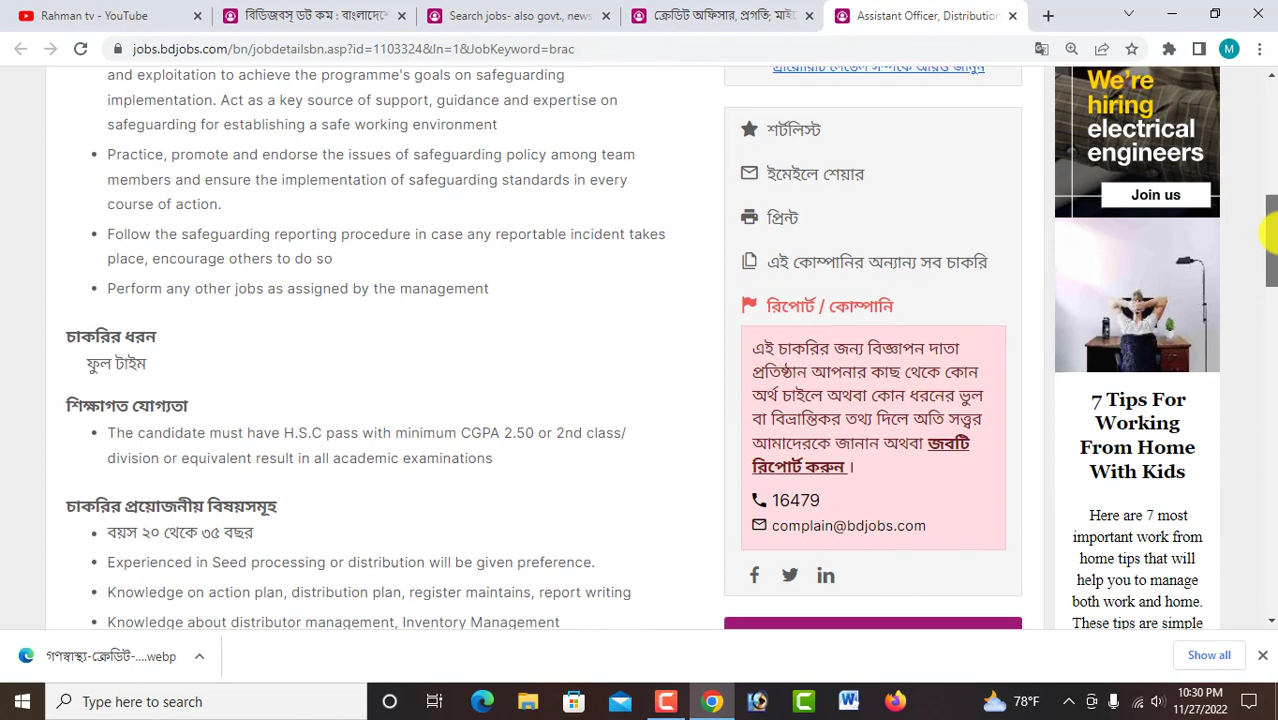 Rahman tv - YouTube
বিডিজবস্ ডট কম : বাংলাদেশে
Search jobs- also govt., news
ক্রেডিট অফিসার, প্রগতি; মাই
Assistant Officer, Distribution
jobs.bdjobs.com/bn/jobdetailsbn.asp?id=1103324&ln=1&JobKeyword=brac
M
and exploitation to achieve the programme's goals on safeguarding
implementation. Act as a key source of support, guidance and expertise on
safeguarding for establishing a safe working environment
Practice, promote and endorse the issues of safeguarding policy among team
members and ensure the implementation of safeguarding standards in every
course of action.
Follow the safeguarding reporting procedure in case any reportable incident takes
place, encourage others to do so
Perform any other jobs as assigned by the management
চাকরির ধরন
ফুল টাইম
শিক্ষাগত যোগ্যতা
The candidate must have H.S.C pass with minimum CGPA 2.50 or 2nd class/
division or equivalent result in all academic examinations
চাকরির প্রয়োজনীয় বিষয়সমূহ
বয়স ২০ থেকে ৩৫ বছর
Experienced in Seed processing or distribution will be given preference.
Knowledge on action plan, distribution plan, register maintains, report writing
Knowledge about distributor management, Inventory Management
প্রায়োরিটি লেভেল সম্পর্কে আরও জানুন
শর্টলিস্ট
ইমেইলে শেয়ার
প্রিন্ট
এই কোম্পানির অন্যান্য সব চাকরি
রিপোর্ট / কোম্পানি
এই চাকরির জন্য বিজ্ঞাপন দাতা
প্রতিষ্ঠান আপনার কাছ থেকে কোন
অর্থ চাইলে অথবা কোন ধরনের ভুল
বা বিভ্রান্তিকর তথ্য দিলে অতি সত্ত্বর
আমাদেরকে জানান অথবা জবটি
রিপোর্ট করুন ।
16479
complain@bdjobs.com
We're
hiring
electrical
engineers
Join us
7 Tips For
Working
From Home
With Kids
Here are 7 most
important work from
home tips that will
help you to manage
both work and home.
These tips are simple
গণস্বাস্থ্য-ক্রেডিট-....webp
Show all
Type here to search
78°F
10:30 PM
11/27/2022